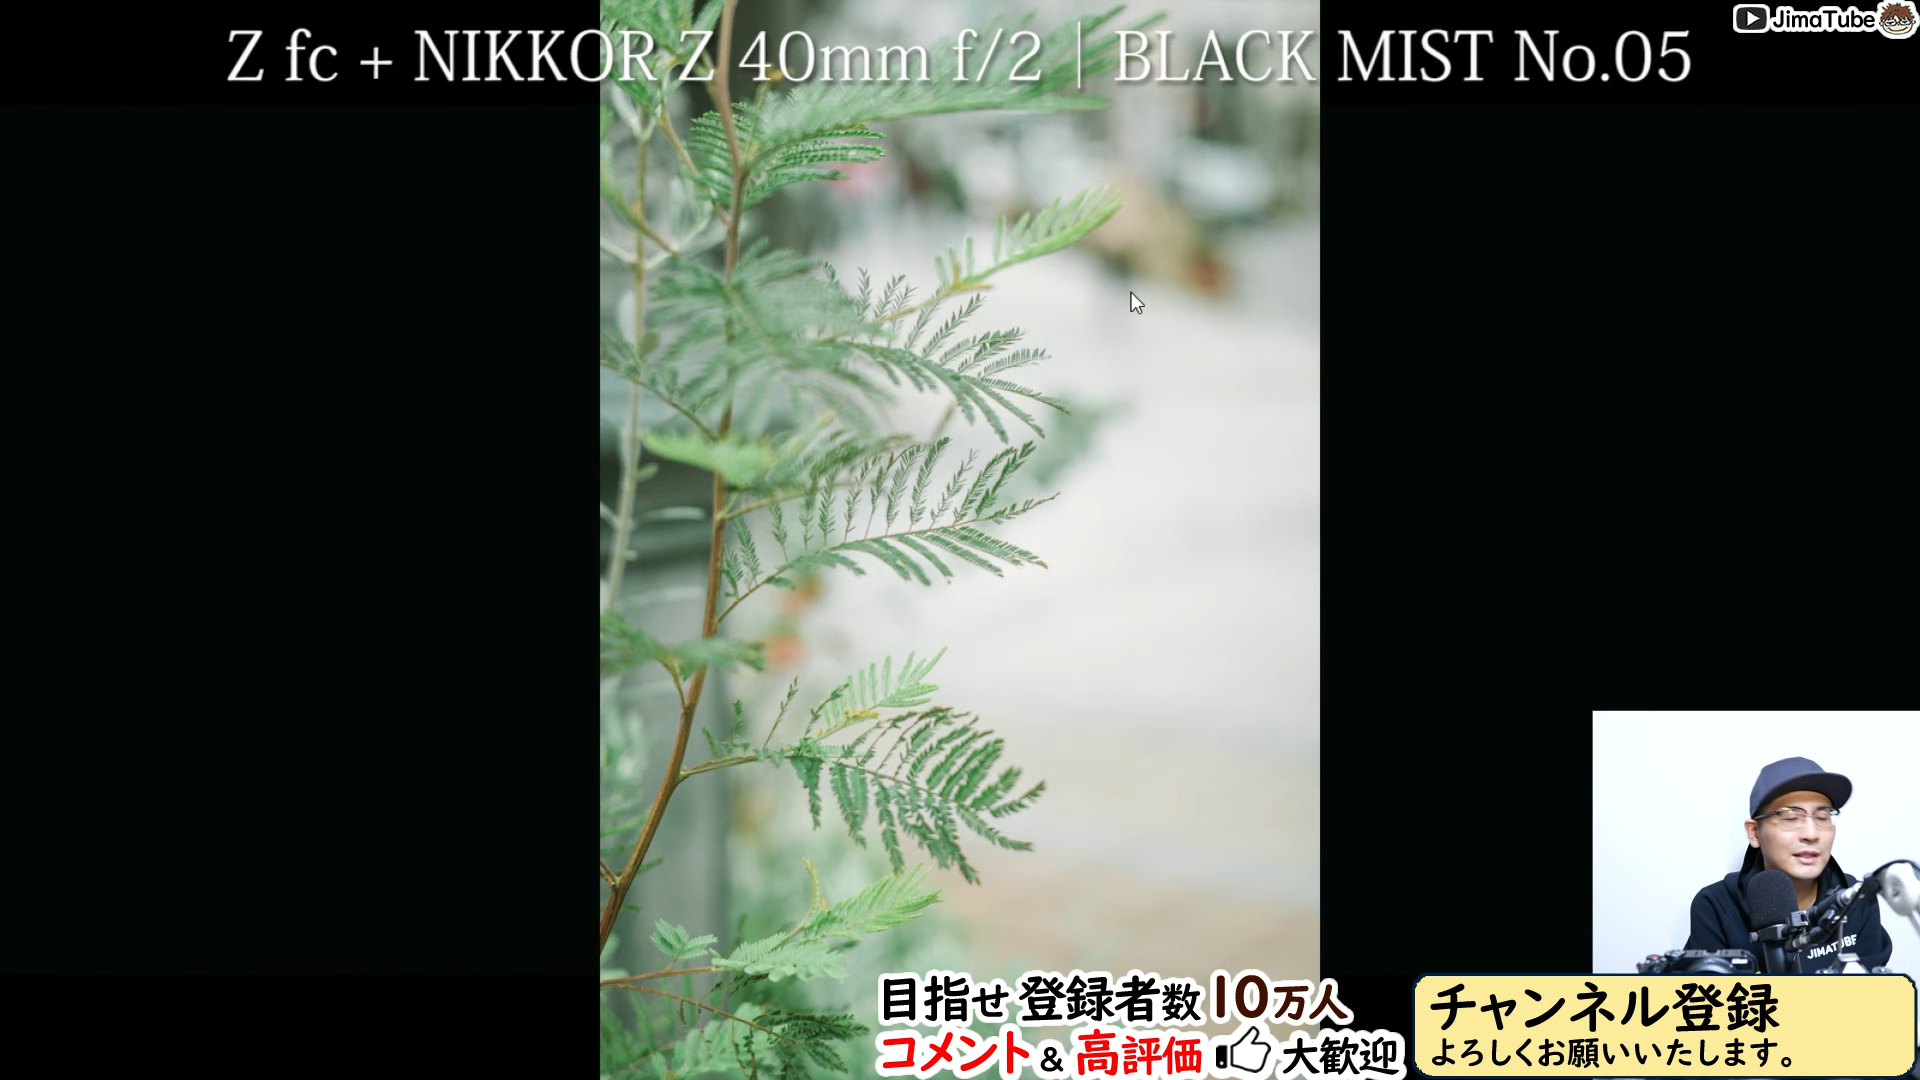 Z fc + NIKKOR Z 40mm f/2 | BLACK MIST No.05
JimaTube
JIMATUBE
目指せ 登録者数 10万人
コメント & 高評価 大歓迎
チャンネル登録
よろしくお願いいたします。